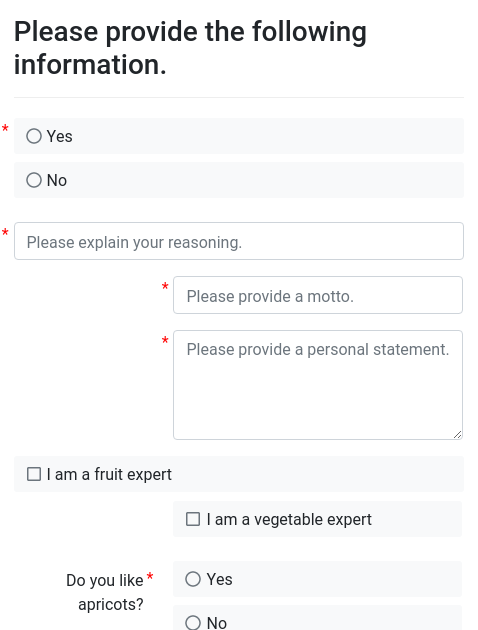 Please provide the following
information.
*
Yes
No
*
Please explain your reasoning.
*
Please provide a motto.
*
Please provide a personal statement.
I am a fruit expert
I am a vegetable expert
Do you like *
apricots?
Yes
No